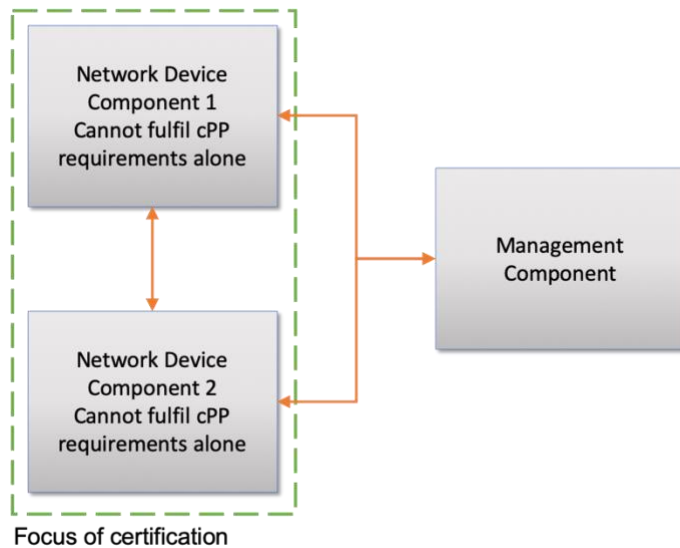 Network Device
Component 1
Cannot fulfil cPP
requirements alone
Management
Component
Network Device
Component 2
Cannot fulfil cPP
requirements alone
Focus of certification